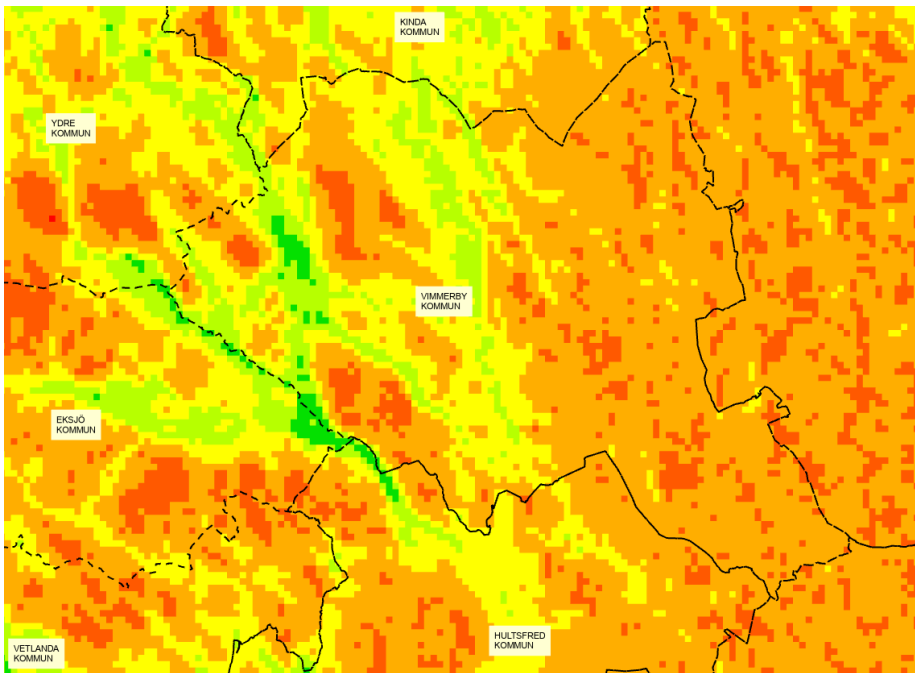 KINDA
KOMMUN
YDRE
KOMMUN
VIMMERBY
KOMMUN
EKSJÖ
KOMMUN
HULTSFRED
KOMMUN
VETLANDA
KOMMUN